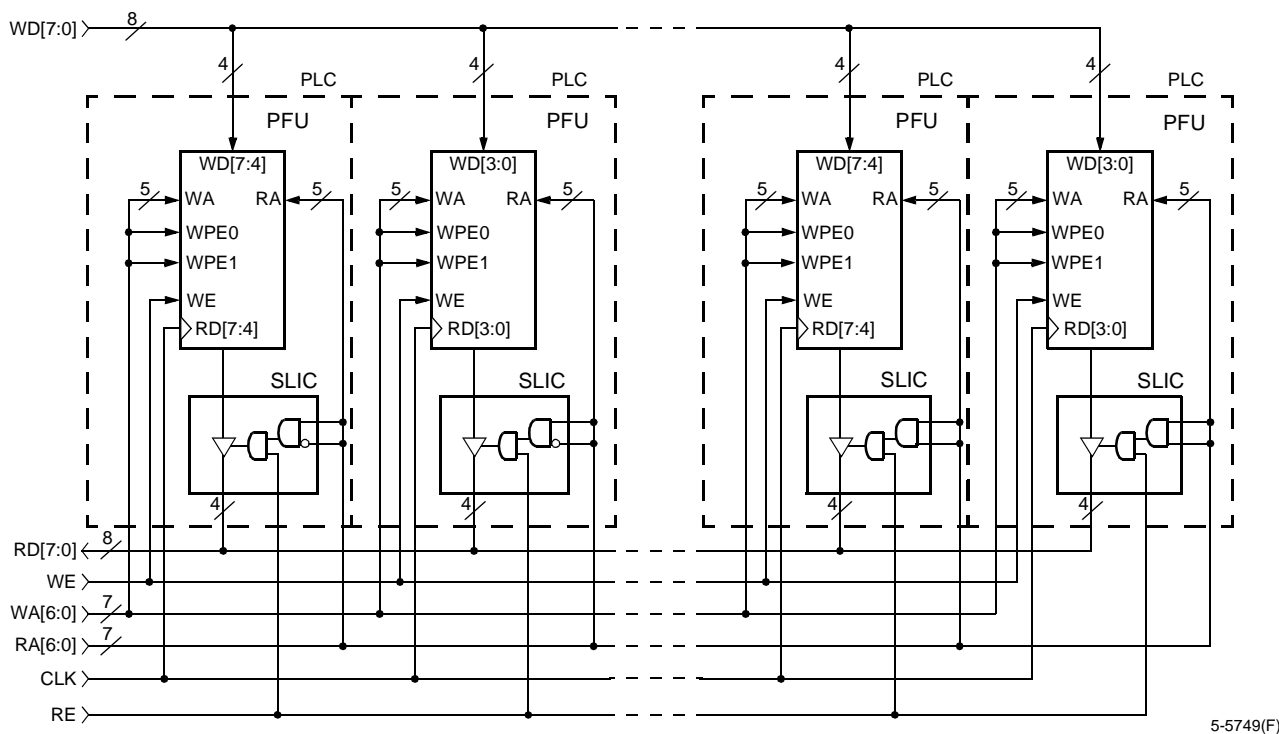 WD[7:0] 8
4 4 4 4
PLC PLC PLC PLC
PFU PFU PFU PFU
WD[7:4] WD[3:0] WD[7:4] WD[3:0]
5 WA RA 5 5 WA RA 5 5 WA RA 5 5 WA RA 5
WPE0 WPE0 WPE0 WPE0
WPE1 WPE1 WPE1 WPE1
WE WE WE WE
RD[7:4] RD[3:0] RD[7:4] RD[3:0]
SLIC SLIC SLIC SLIC
4 4 4 4
RD[7:0] 8
WE
WA[6:0] 7
RA[6:0] 7
CLK
RE
5-5749(F)